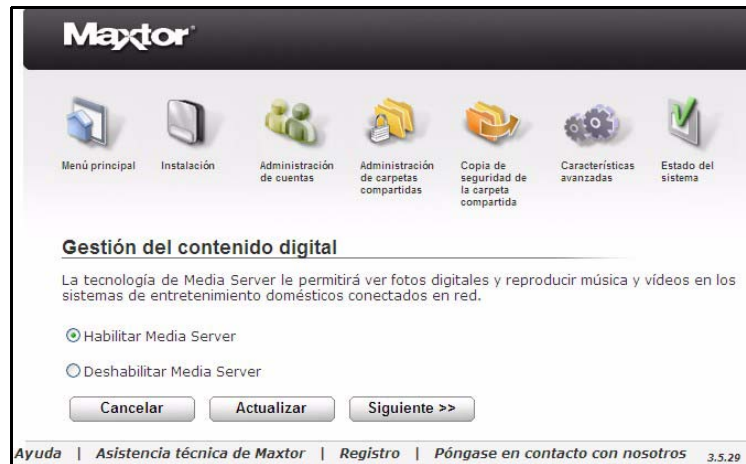 Maxtor
Menú principal
Instalación
Administración
de cuentas
Administración
de carpetas
compartidas
Copia de
seguridad de
la carpeta
compartida
Características
avanzadas
Estado del
sistema
Gestión del contenido digital
La tecnología de Media Server le permitirá ver fotos digitales y reproducir música y vídeos en los
sistemas de entretenimiento domésticos conectados en red.
Habilitar Media Server
Deshabilitar Media Server
Cancelar Actualizar Siguiente >>
Ayuda | Asistencia técnica de Maxtor | Registro | Póngase en contacto con nosotros 3.5.29